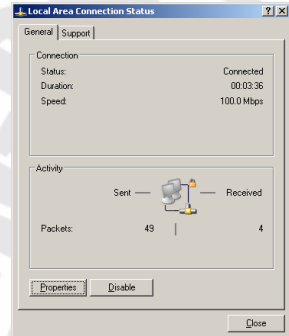 Local Area Connection Status
General Support
Connection
Status: Connected
Duration: 00:03:36
Speed: 100.0 Mbps
Activity
Sent Received
Packets: 49 4
Properties Disable
Close